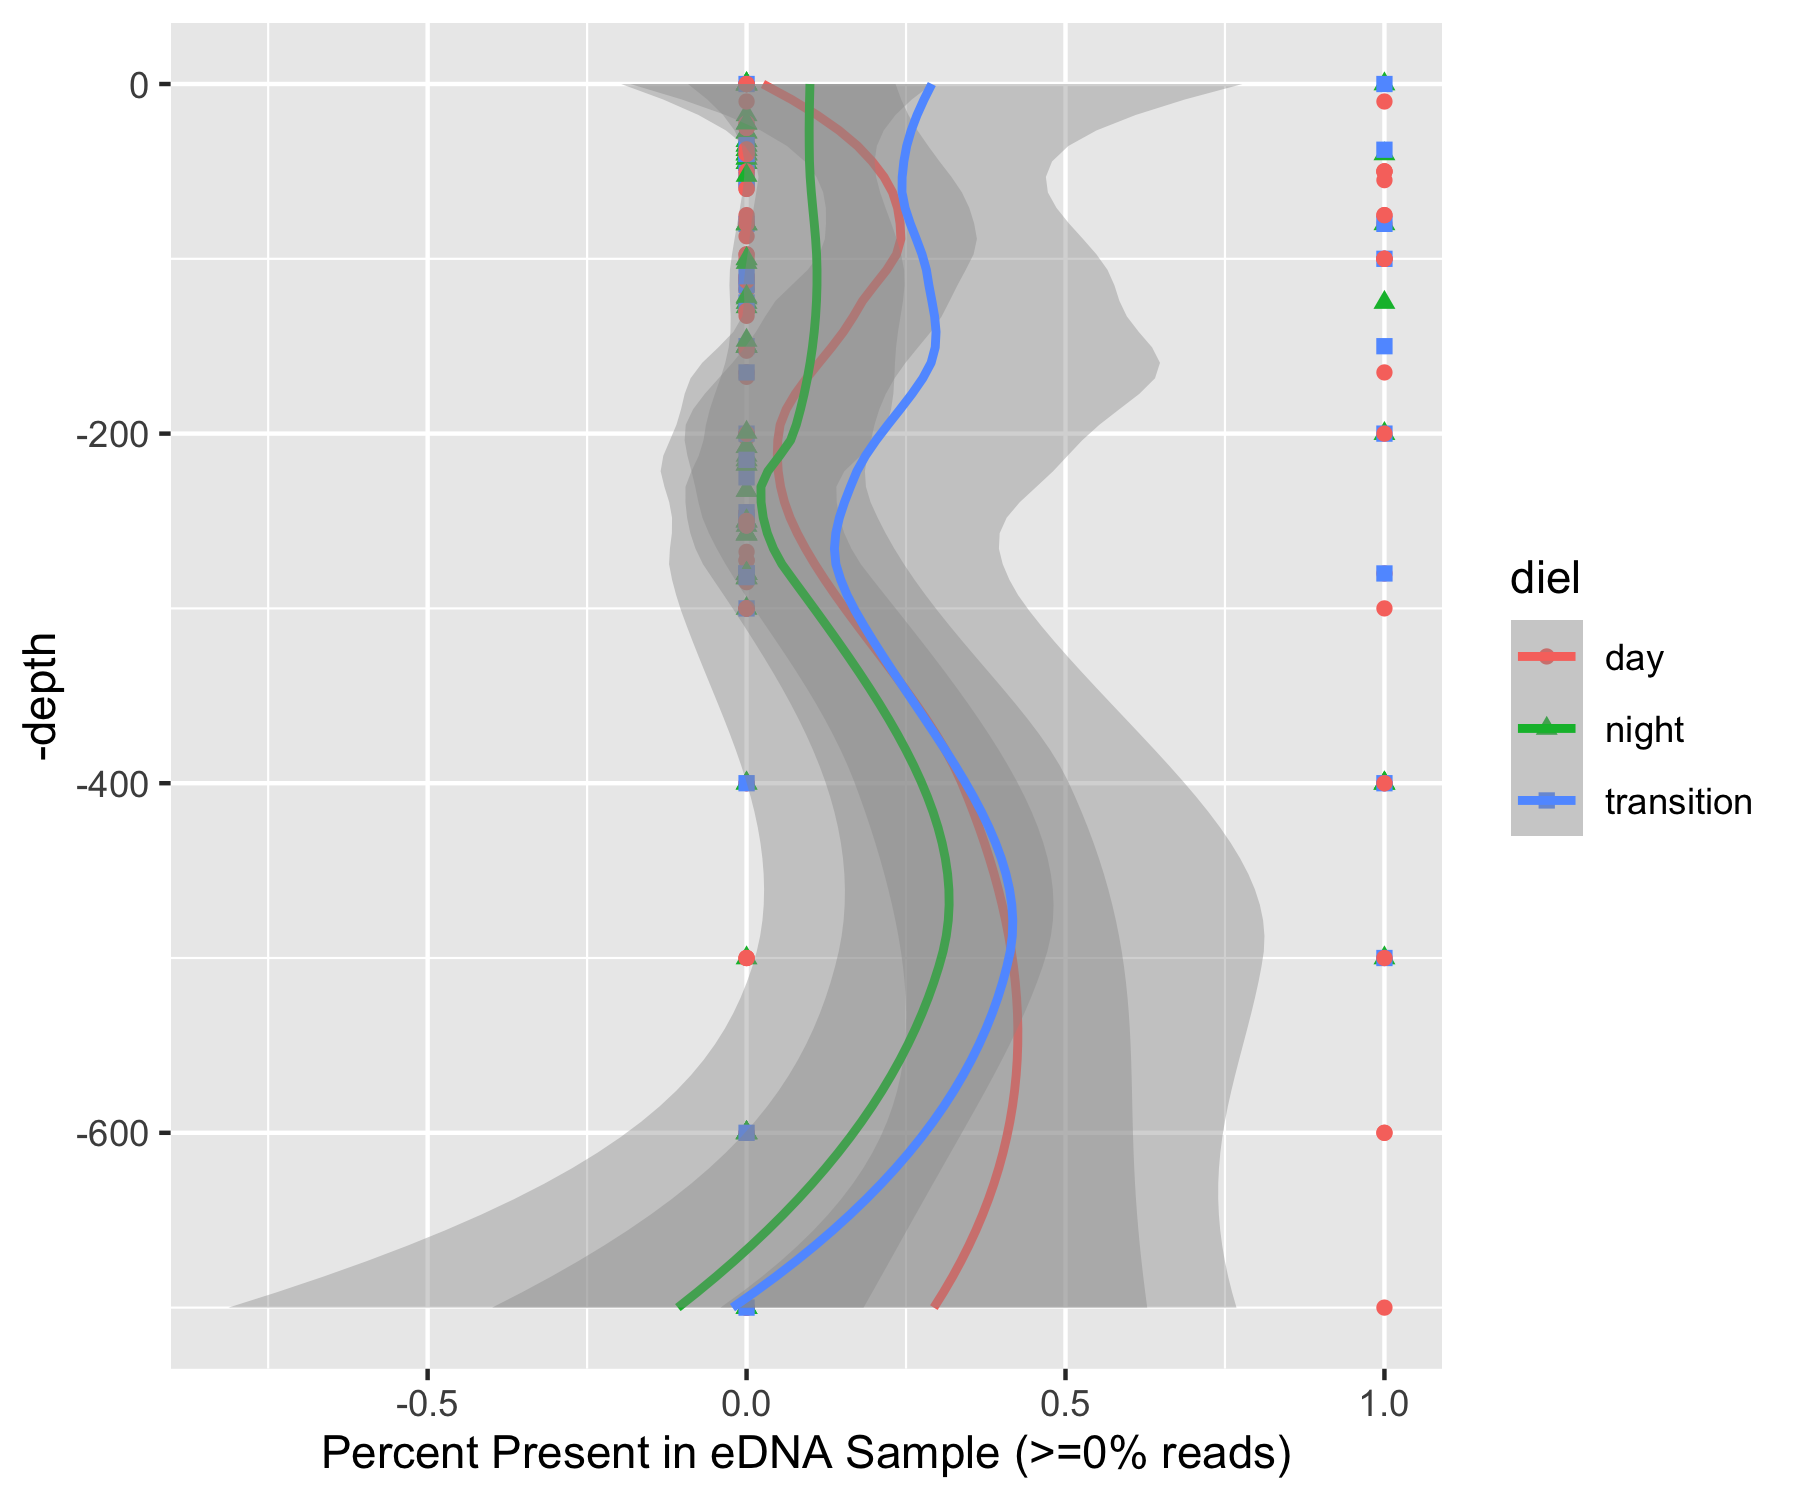 0
-200
-400
-600
-depth
-0.5
0.0
0.5
1.0
Percent Present in eDNA Sample (>=0% reads)
diel
day
night
transition